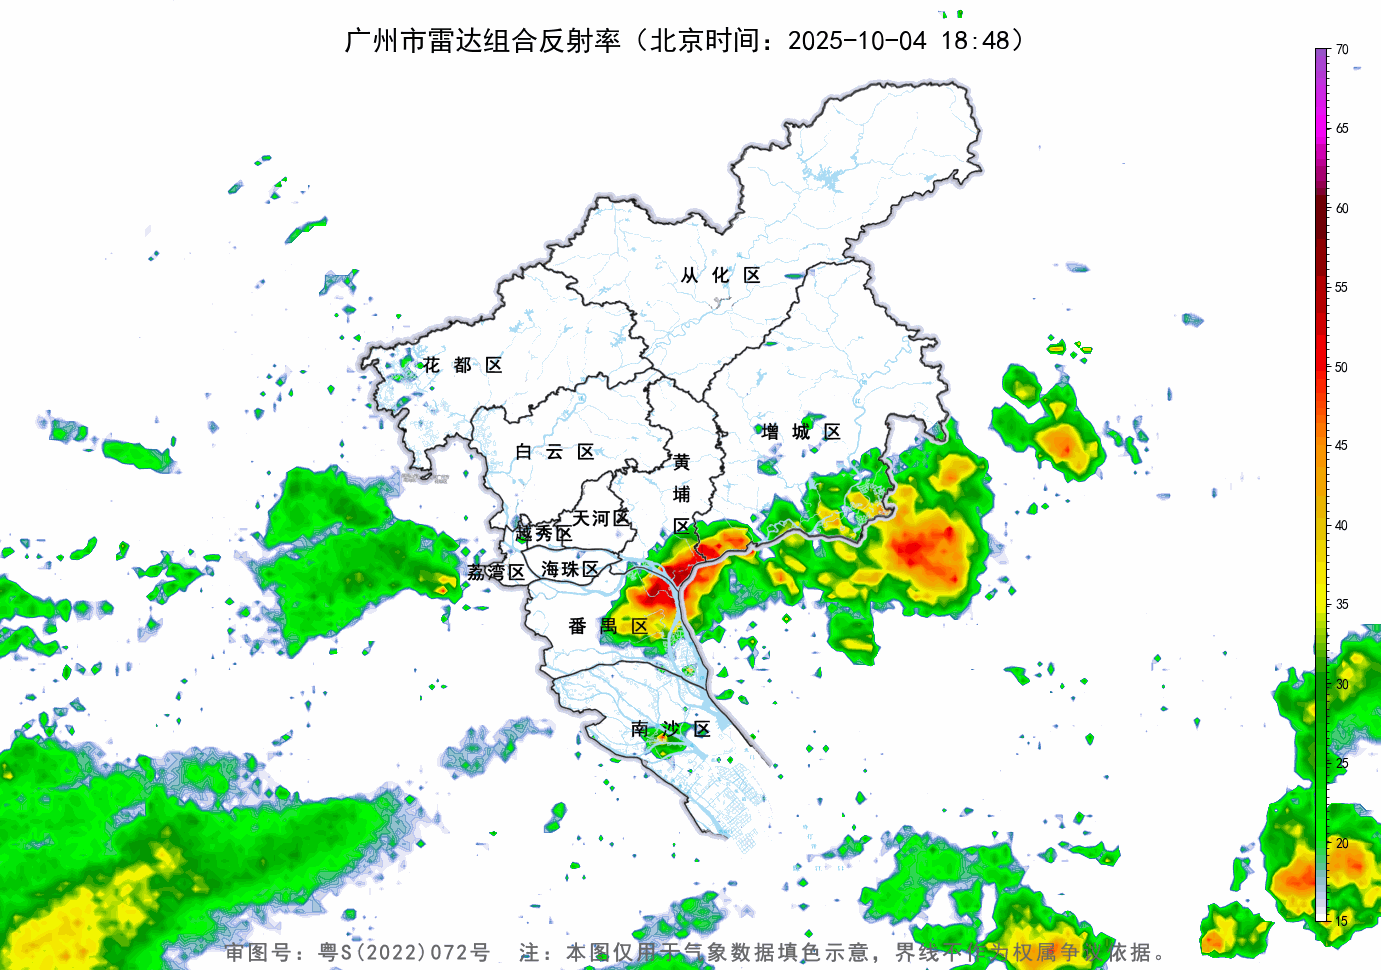 广州市雷达组合反射率（北京时间：2025-10-04 18:48）
70
65
60
55
50
45
40
35
30
25
20
15
从化区
花都区
增城区
白云区
黄埔区
天河区
越秀区
荔湾区
海珠区
番禺区
南沙区
审图号：粤S(2022)072号 注：本图仅用于气象数据填色示意，界线不作为权属争议依据。